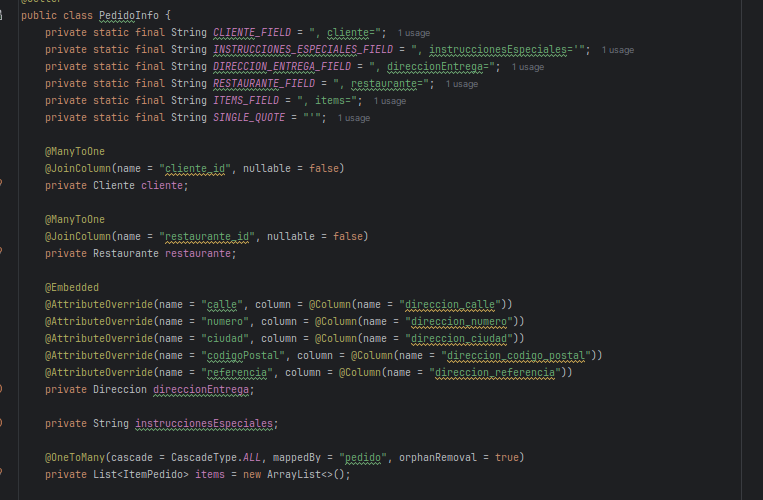 public class PedidoInfo {
private static final String CLIENTE_FIELD = ", cliente="; 1 usage
private static final String INSTRUCCIONES_ESPECIALES_FIELD = ", instruccionesEspeciales='"; 1 usage
private static final String DIRECCION_ENTREGA_FIELD = ", direccionEntrega="; 1 usage
private static final String RESTAURANTE_FIELD = ", restaurante="; 1 usage
private static final String ITEMS_FIELD = ", items="; 1 usage
private static final String SINGLE_QUOTE = "'"; 1 usage
@ManyToOne
@JoinColumn(name = "cliente_id", nullable = false)
private Cliente cliente;
@ManyToOne
@JoinColumn(name = "restaurante_id", nullable = false)
private Restaurante restaurante;
@Embedded
@AttributeOverride(name = "calle", column = @Column(name = "direccion_calle"))
@AttributeOverride(name = "numero", column = @Column(name = "direccion_numero"))
@AttributeOverride(name = "ciudad", column = @Column(name = "direccion_ciudad"))
@AttributeOverride(name = "codigoPostal", column = @Column(name = "direccion_codigo_postal"))
@AttributeOverride(name = "referencia", column = @Column(name = "direccion_referencia"))
private Direccion direccionEntrega;
private String instruccionesEspeciales;
@OneToMany(cascade = CascadeType.ALL, mappedBy = "pedido", orphanRemoval = true)
private List<ItemPedido> items = new ArrayList<>();